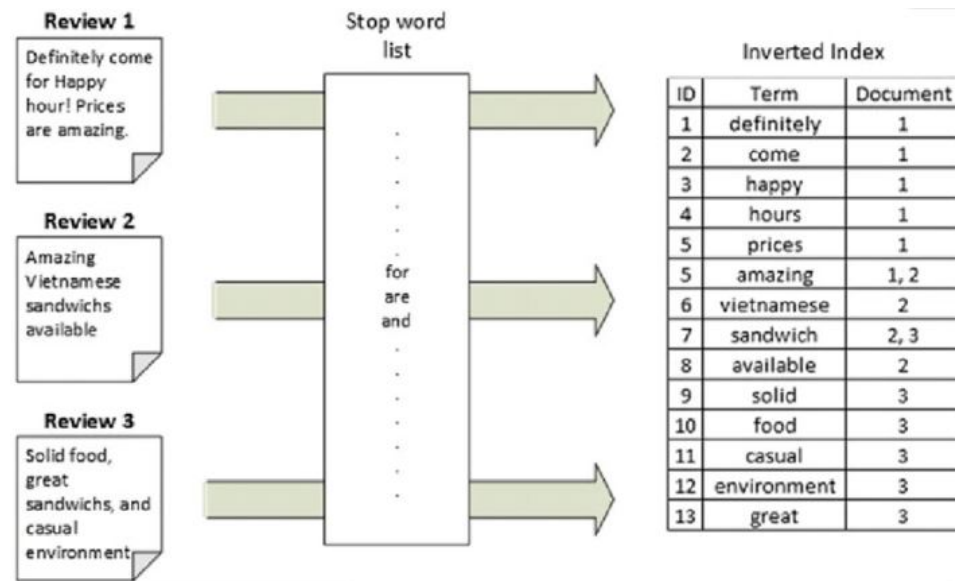 Review 1
Definitely come
for Happy
hour! Prices
are amazing.
Review 2
Amazing
Vietnamese
sandwichs
available
Review 3
Solid food,
great
sandwichs, and
casual
environment
Stop word
list
for
are
and
Inverted Index
ID Term Document
1 definitely 1
2 come 1
3 happy 1
4 hours 1
5 prices 1
5 amazing 1, 2
6 vietnamese 2
7 sandwich 2, 3
8 available 2
9 solid 3
10 food 3
11 casual 3
12 environment 3
13 great 3